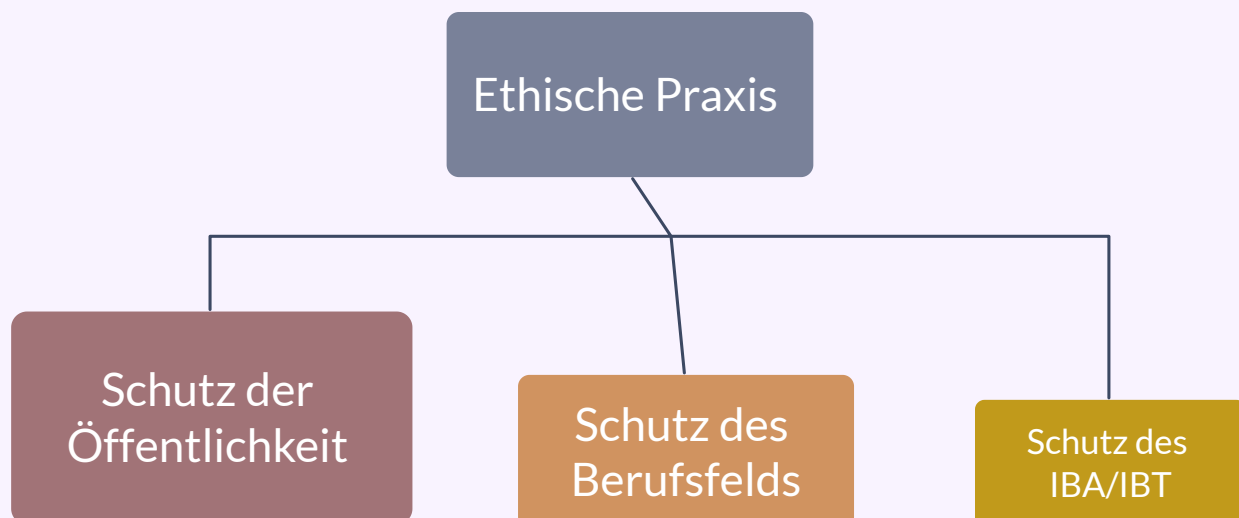 Ethische Praxis
Schutz der
Öffentlichkeit
Schutz des
Berufsfelds
Schutz des
IBA/IBT